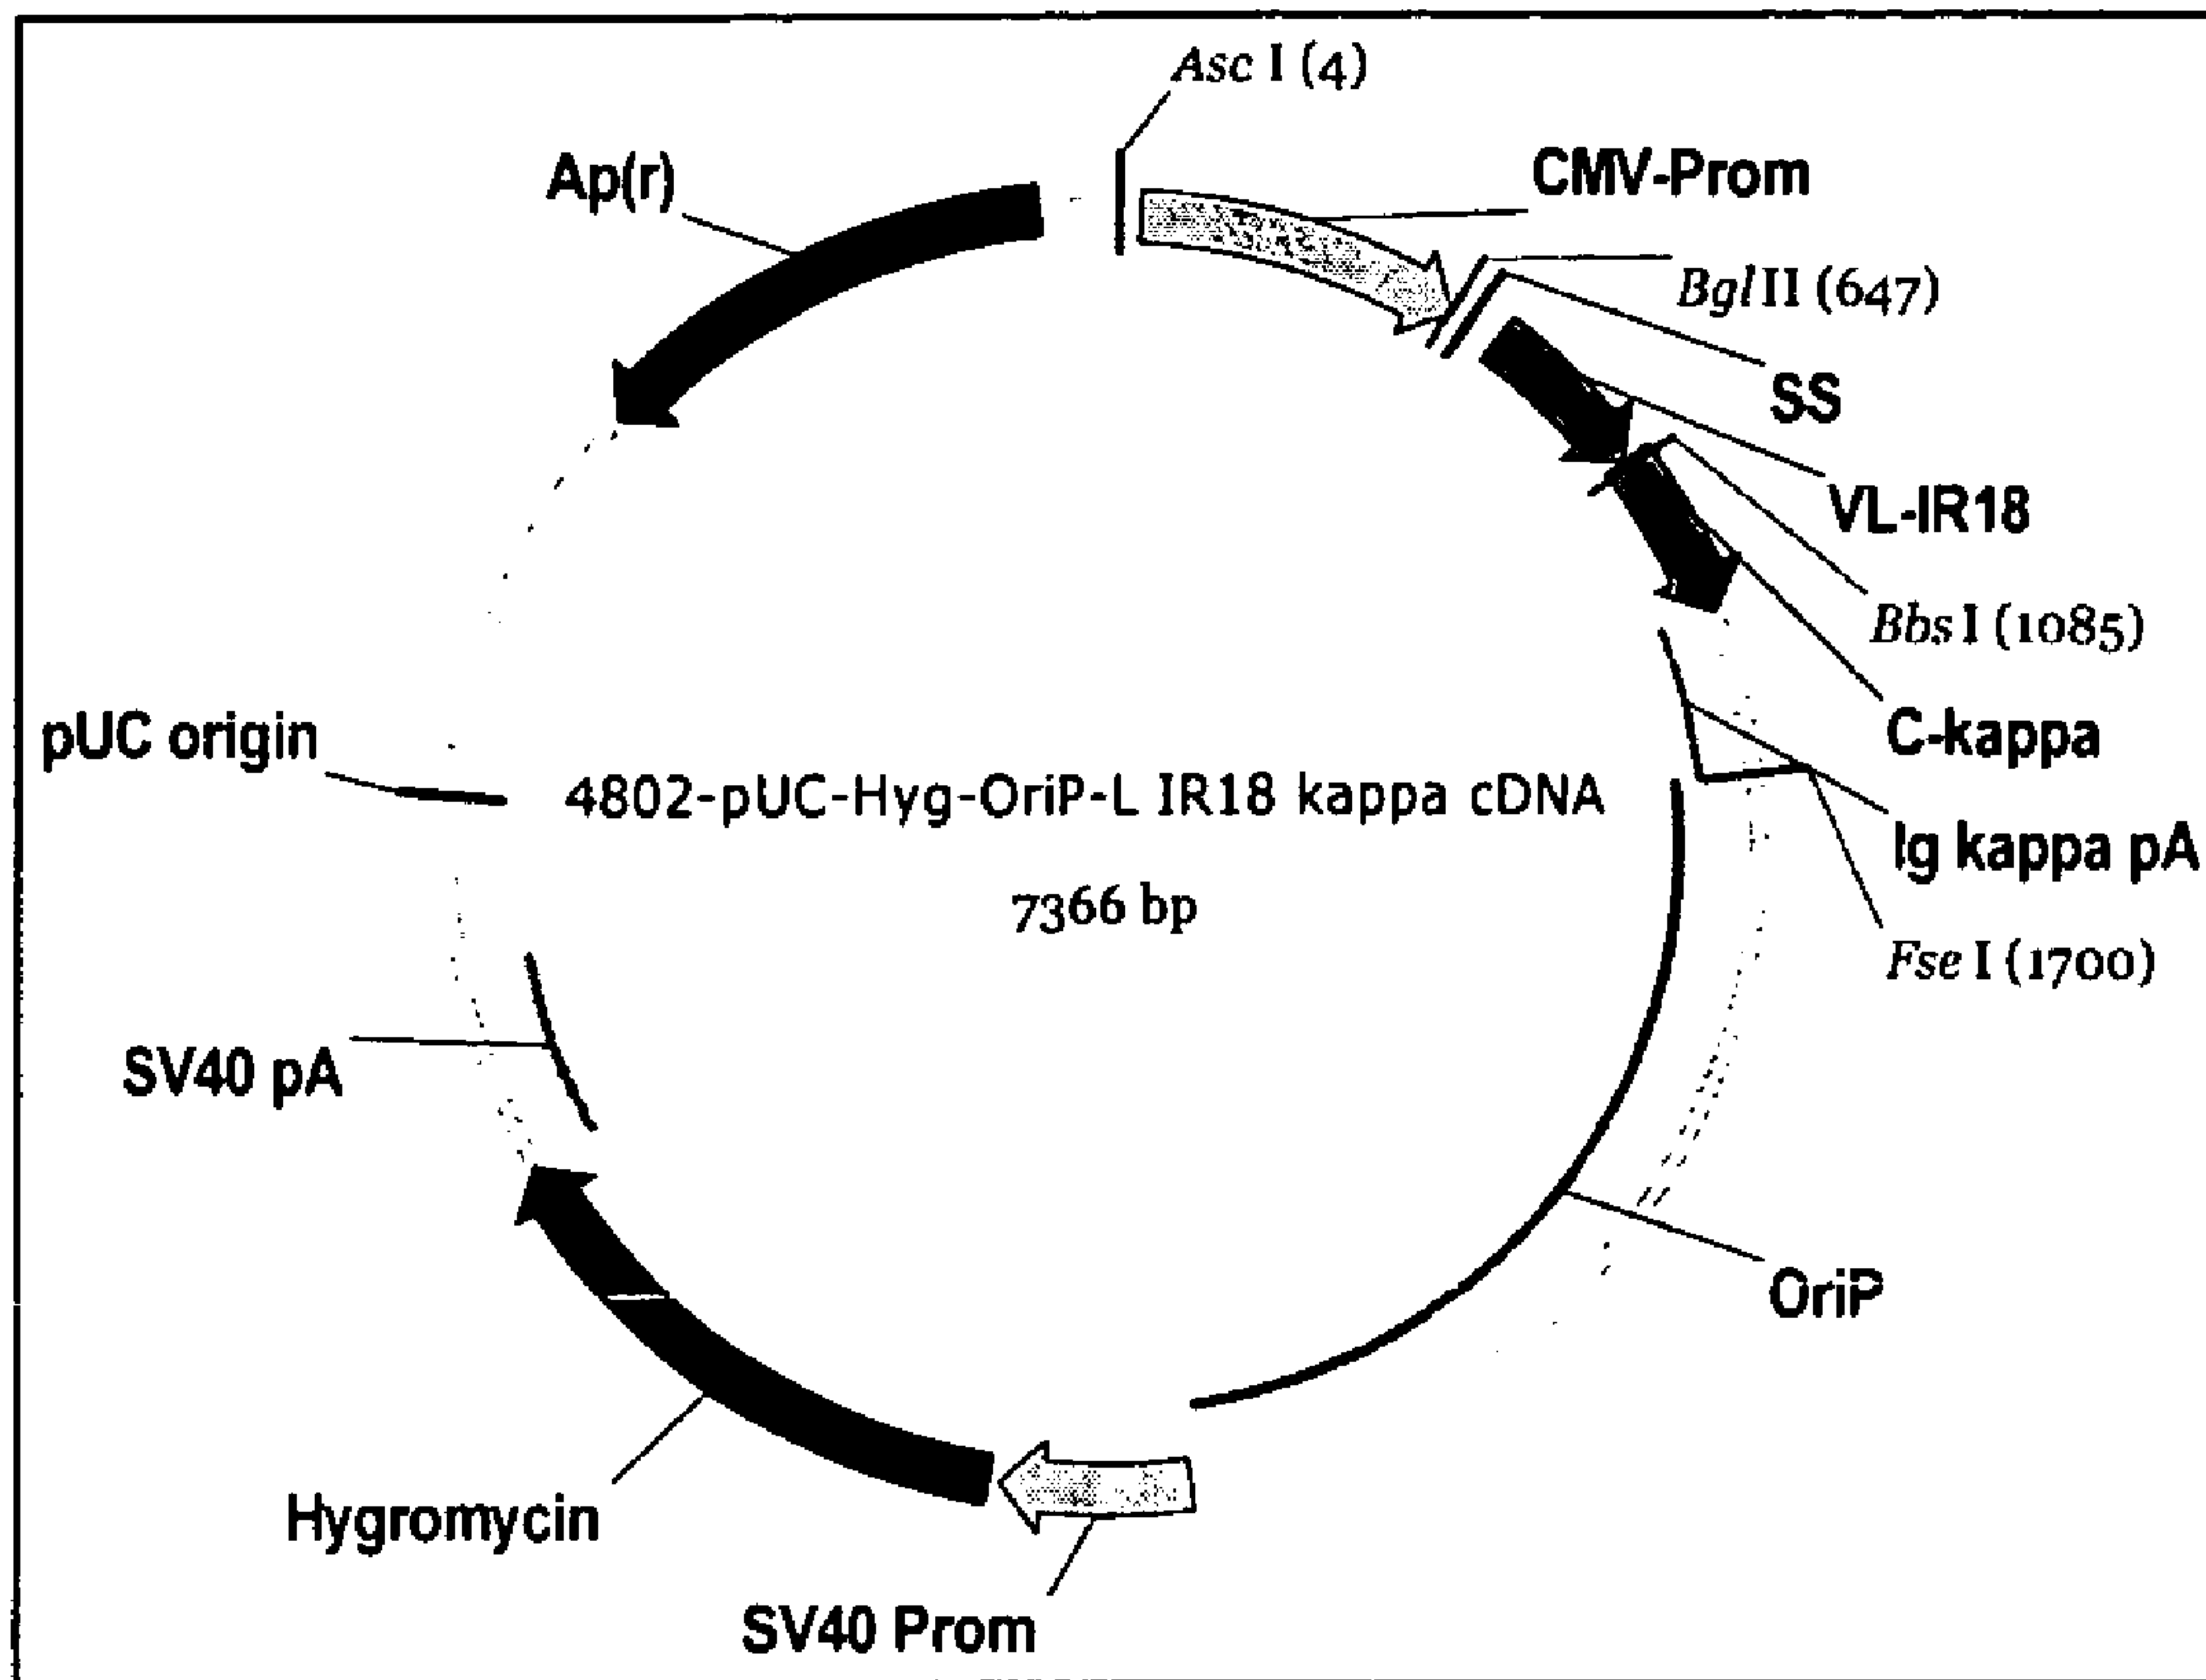 Asc I (4)
Ap(r)
CMV-Prom
Bgl II (647)
SS
VL-IR18
Bbs I (1085)
C-kappa
pUC origin
4802-pUC-Hyg-OriP-L IR18 kappa cDNA
Ig kappa pA
7366 bp
Fse I (1700)
SV40 pA
OriP
Hygromycin
SV40 Prom